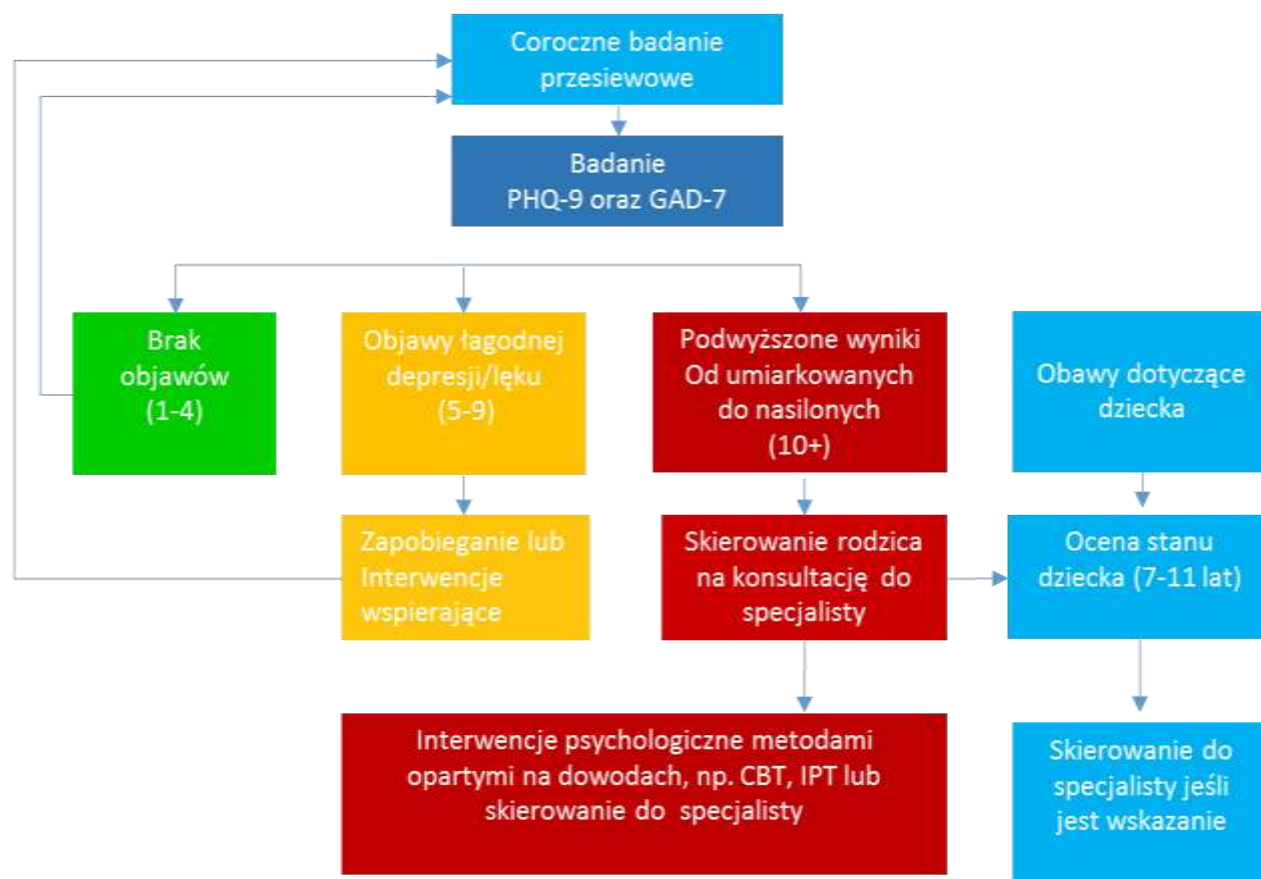 Coroczne badanie
przesiewowe
Badanie
PHQ-9 oraz GAD-7
Brak
objawów
(1-4)
Objawy łagodnej
depresji/lęku
(5-9)
Podwyższone wyniki
Od umiarkowanych
do nasilonych
(10+)
Obawy dotyczące
dziecka
Zapobieganie lub
Interwencje
wspierające
Skierowanie rodzica
na konsultację do
specjalisty
Ocena stanu
dziecka (7-11 lat)
Interwencje psychologiczne metodami
opartymi na dowodach, np. CBT, IPT lub
skierowanie do specjalisty
Skierowanie do
specjalisty jeśli
jest wskazanie